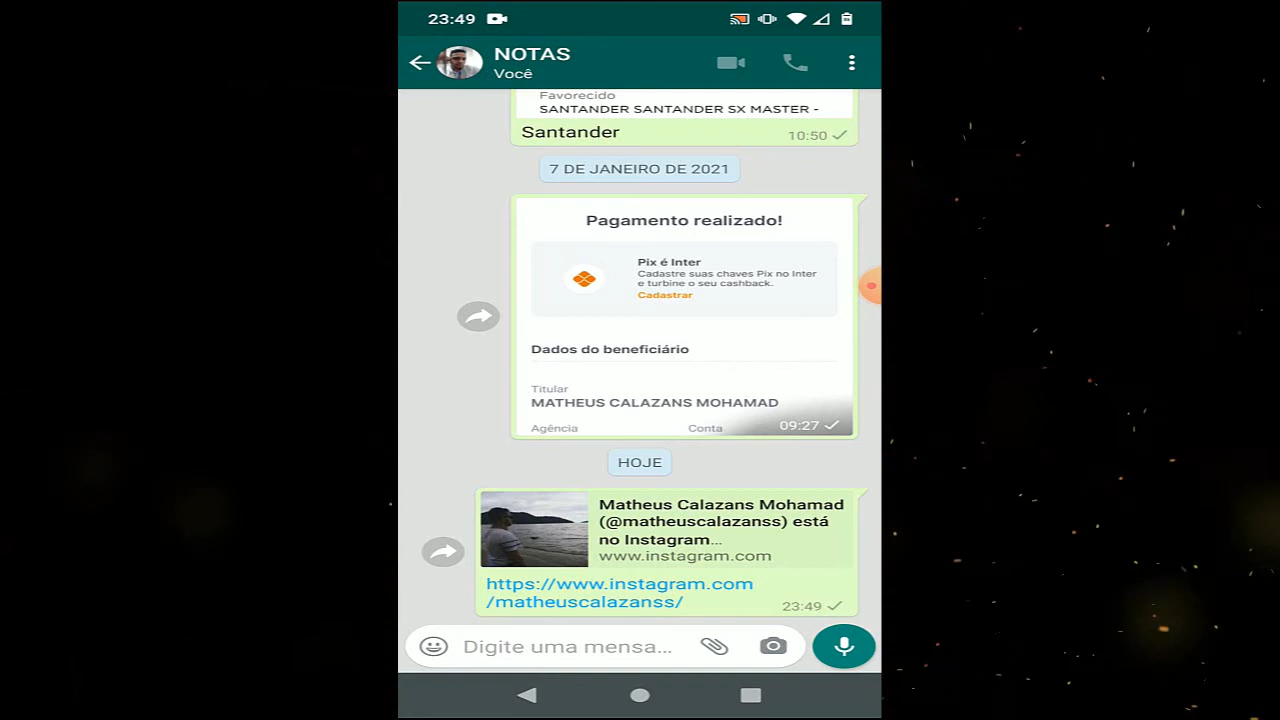 23:49
NOTAS
Você
Favorecido
SANTANDER SANTANDER SX MASTER -
Santander
10:50
7 DE JANEIRO DE 2021
Pagamento realizado!
Pix é Inter
Cadastre suas chaves Pix no Inter
e turbine o seu cashback.
Cadastrar
Dados do beneficiário
Titular
MATHEUS CALAZANS MOHAMAD
Agência Conta
09:27
HOJE
Matheus Calazans Mohamad
(@matheuscalazanss) está
no Instagram...
www.instagram.com
https://www.instagram.com
/matheuscalazanss/
23:49
Digite uma mensa...